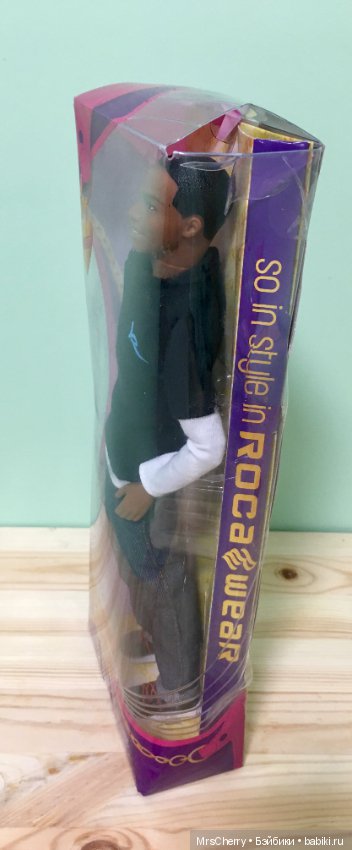 so in style in ROCA WEAR
MrsCherry • Бэйбики • babiki.ru